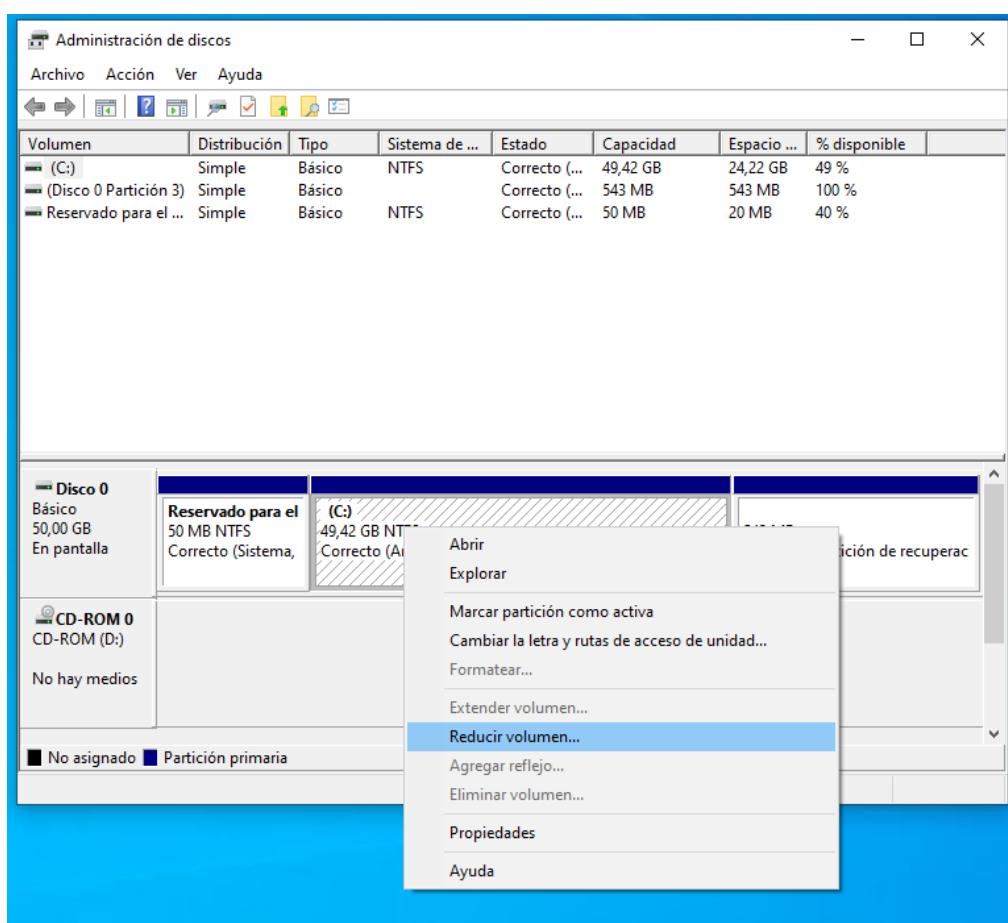 Administración de discos
Archivo Acción Ver Ayuda
Volumen Distribución Tipo Sistema de ... Estado Capacidad Espacio ... % disponible
(C:) Simple Básico NTFS Correcto (... 49,42 GB 24,22 GB 49 %
(Disco 0 Partición 3) Simple Básico Correcto (... 543 MB 543 MB 100 %
Reservado para el ... Simple Básico NTFS Correcto (... 50 MB 20 MB 40 %
Disco 0
Básico
50,00 GB
En pantalla
Reservado para el
50 MB NTFS
Correcto (Sistema,
(C:)
49,42 GB
Correcto
ición de recuperac
CD-ROM 0
CD-ROM (D:)
No hay medios
Abrir
Explorar
Marcar partición como activa
Cambiar la letra y rutas de acceso de unidad...
Formatear...
Extender volumen...
Reducir volumen...
Agregar reflejo...
Eliminar volumen...
Propiedades
Ayuda
No asignado Partición primaria